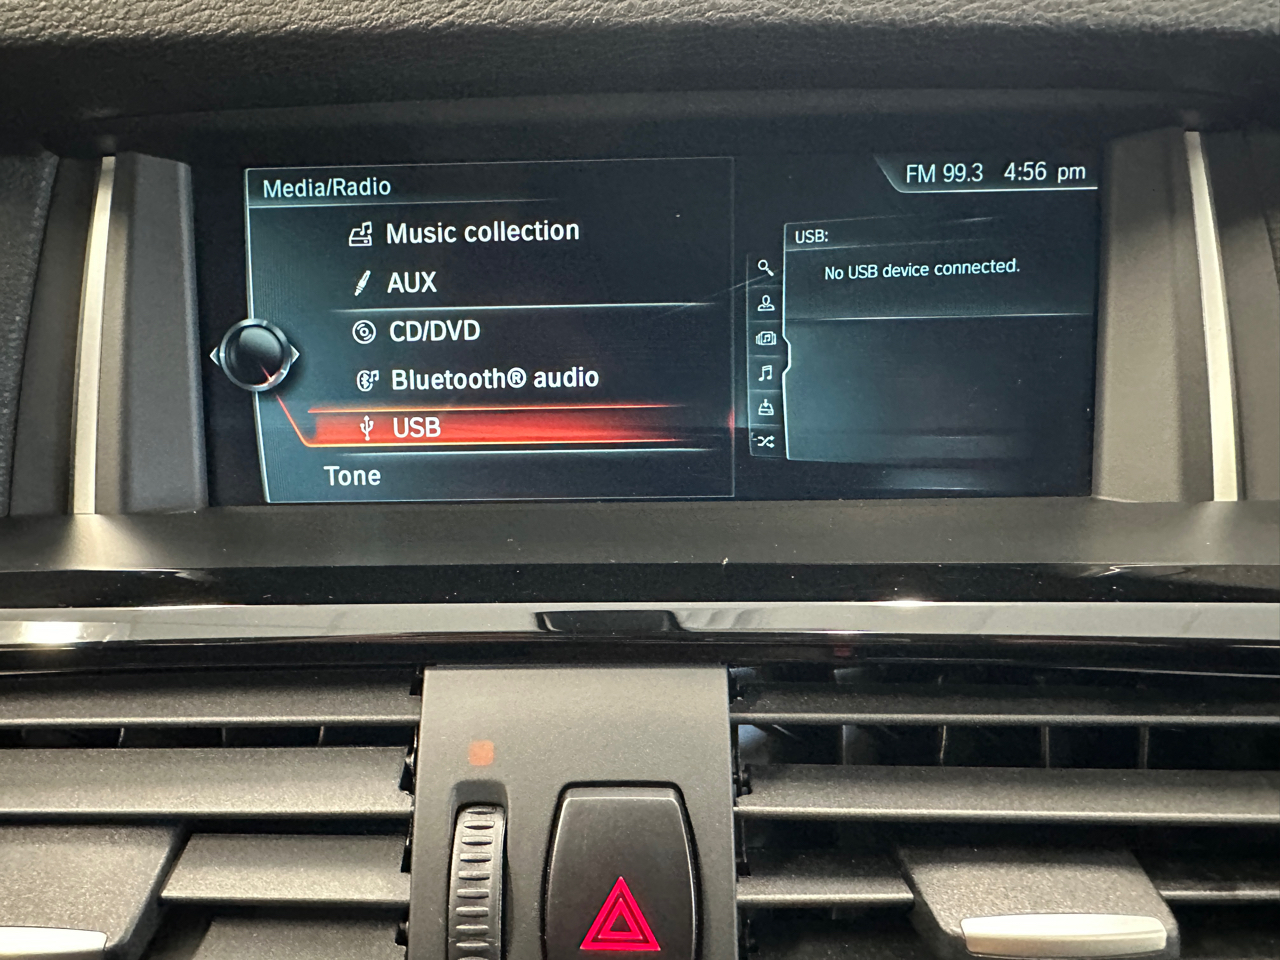 Media/Radio
FM 99.3 4:56 pm
Music collection
AUX
CD/DVD
Bluetooth® audio
USB
Tone
USB:
No USB device connected.